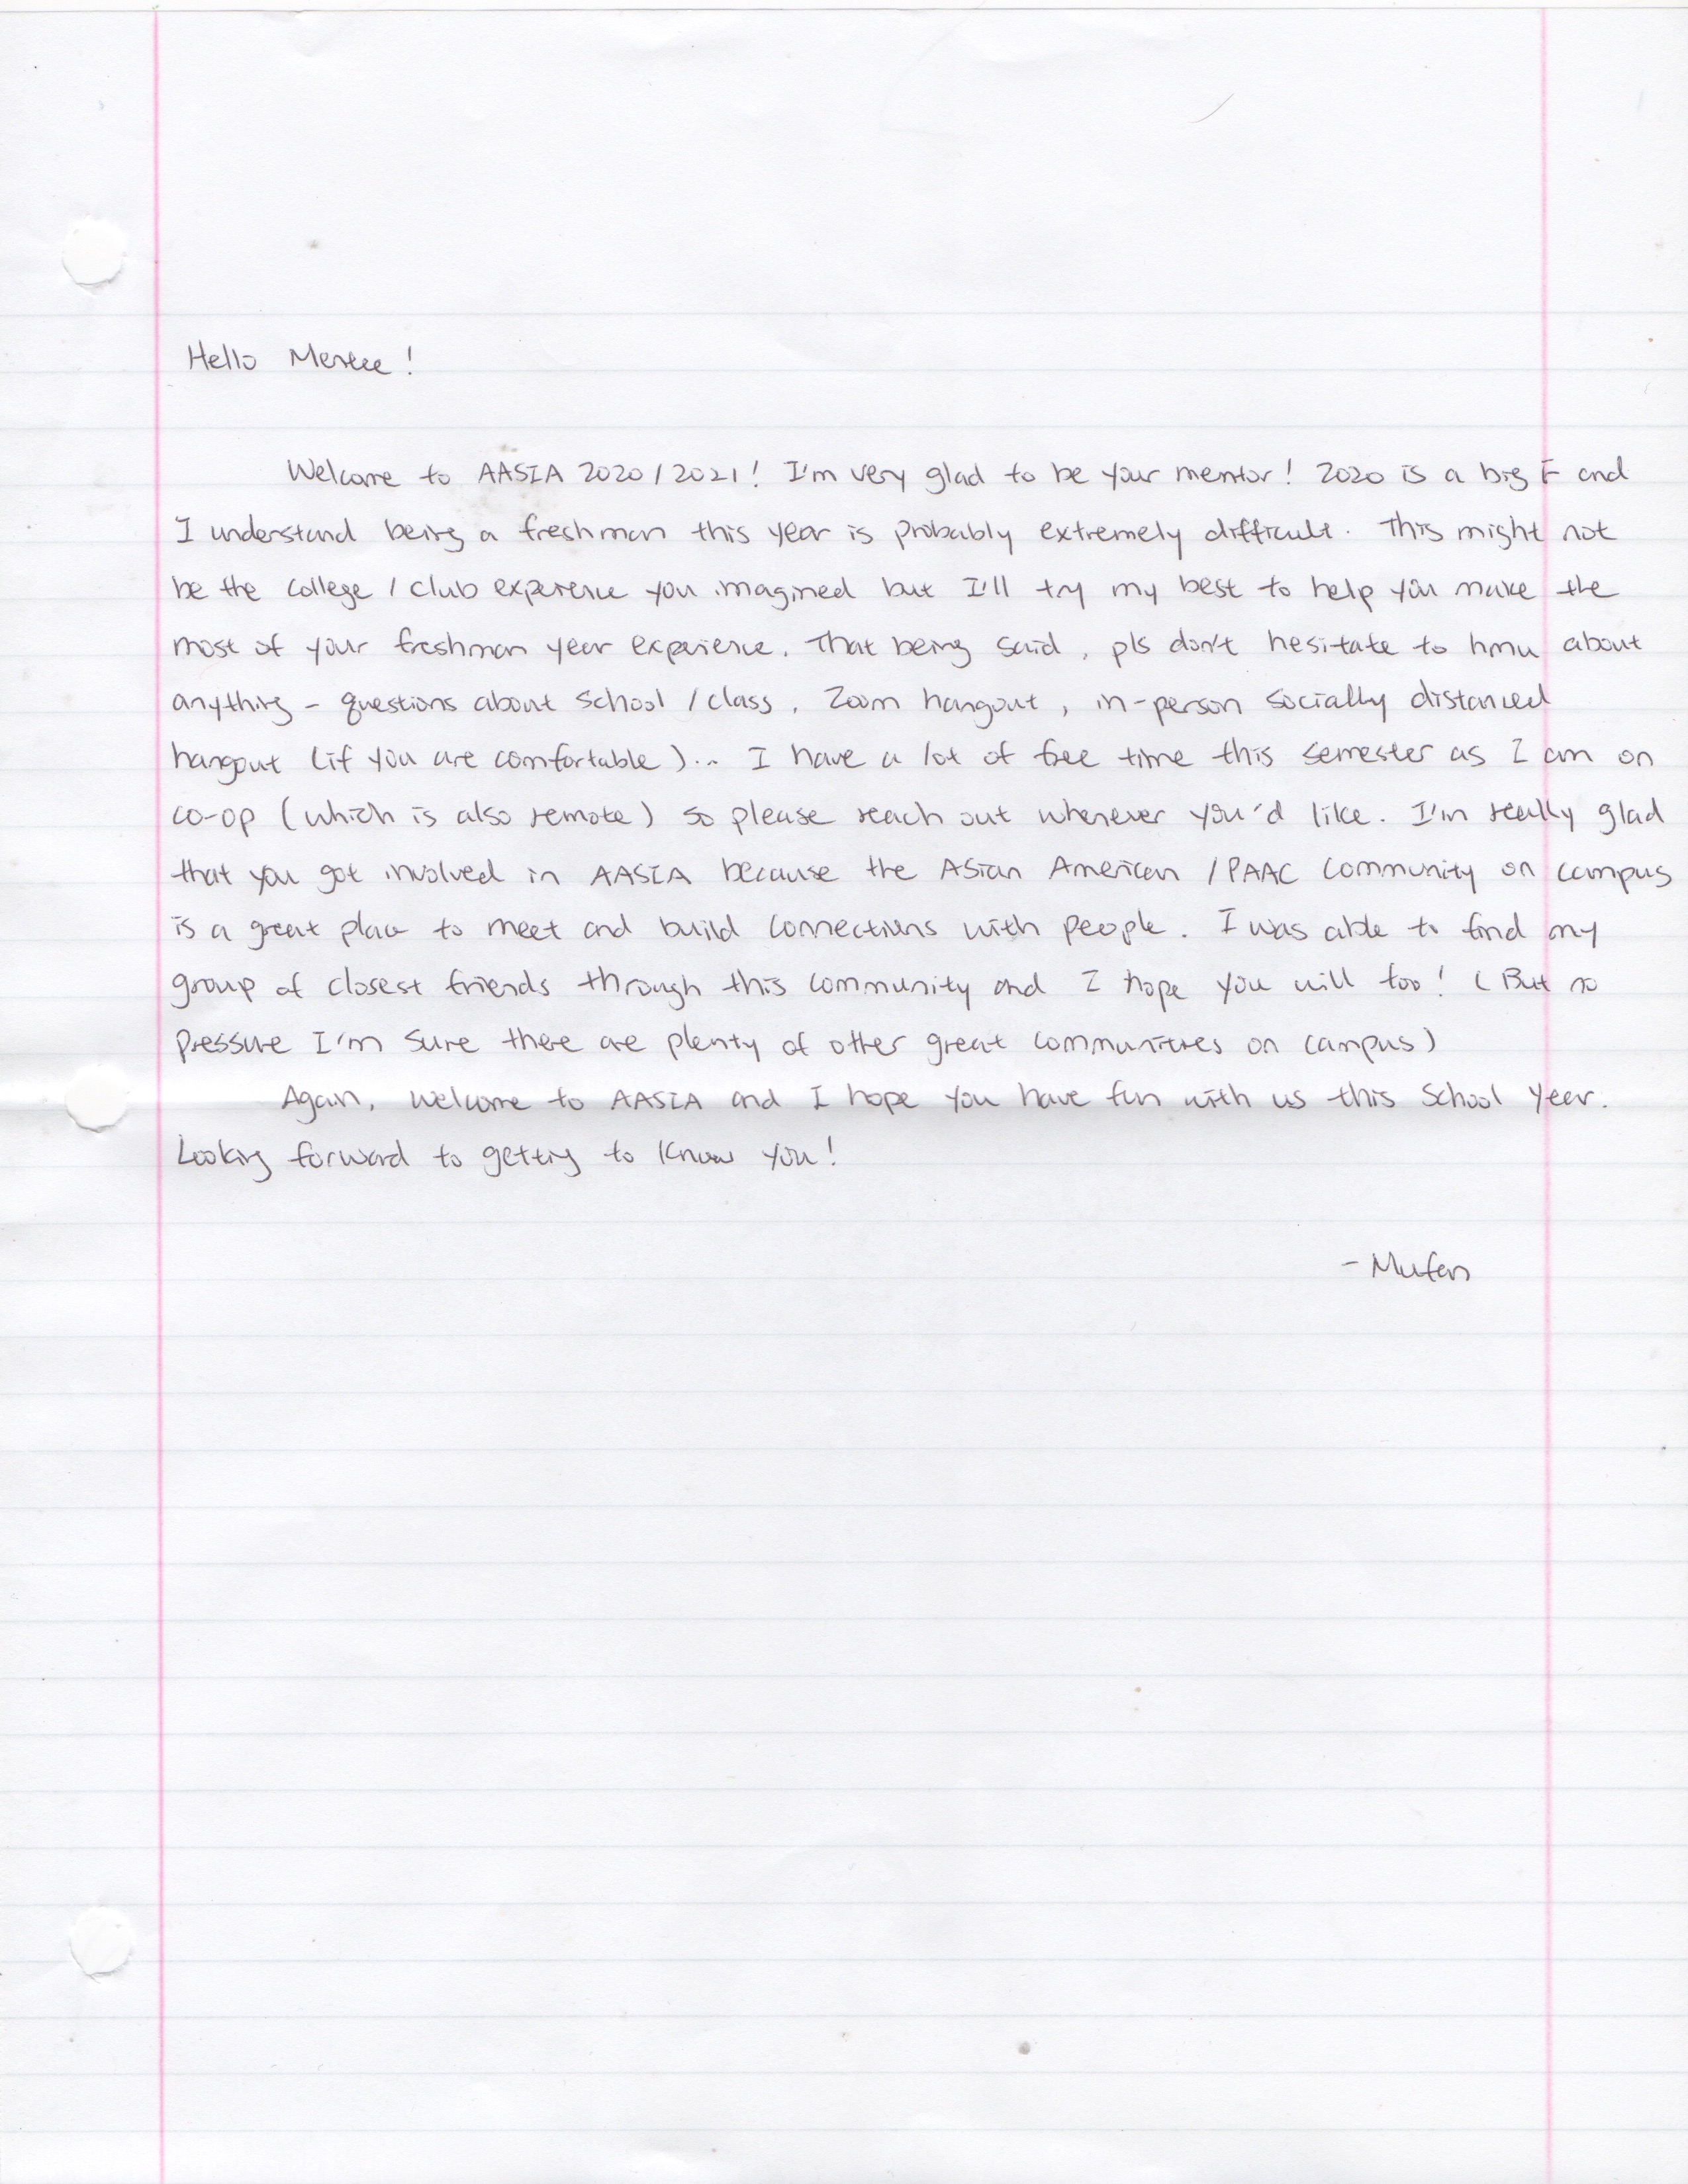 Hello Mentee!
Welcome to AASIA 2020/2021! I'm very glad to be your mentor! 2020 is a big F and
I understand being a freshman this year is probably extremely difficult. This might not
be the college / club experience you imagined but I'll try my best to help you make the
most of your freshman year experience. That being said, pls don't hesitate to hmu about
anything - questions about school / class, Zoom hangout, in-person socially distanced
hangout (if you are comfortable)... I have a lot of free time this semester as I am on
co-op (which is also remote) so please reach out whenever you'd like. I'm really glad
that you got involved in AASIA because the Asian American /PAAC community on campus
is a great place to meet and build connections with people. I was able to find my
group of closest friends through this community and I hope you will too! (But no
pressure I'm sure there are plenty of other great communities on campus)
Again, welcome to AASIA and I hope you have fun with us this school year.
Looking forward to getting to know you!
- Mufan